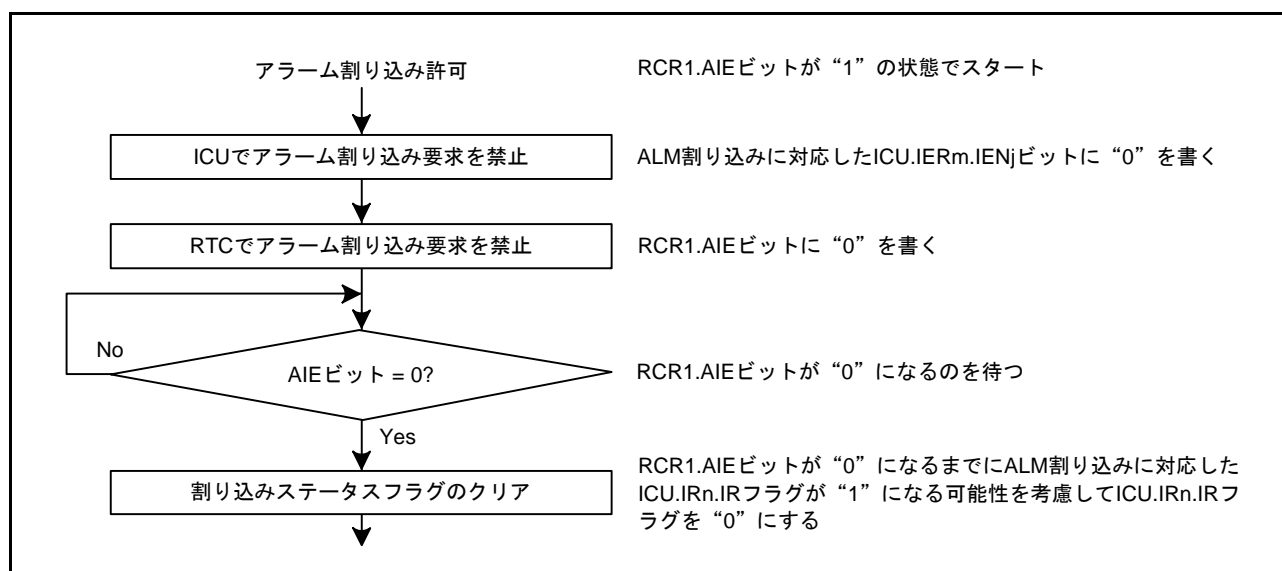 アラーム割り込み許可
RCR1.AIEビットが“1”の状態でスタート
ICUでアラーム割り込み要求を禁止
ALM割り込みに対応したICU.IERm.IENjビットに“0”を書く
RTCでアラーム割り込み要求を禁止
RCR1.AIEビットに“0”を書く
No
AIEビット = 0?
RCR1.AIEビットが“0”になるのを待つ
Yes
割り込みステータスフラグのクリア
RCR1.AIEビットが“0”になるまでにALM割り込みに対応した
ICU.IRn.IRフラグが“1”になる可能性を考慮してICU.IRn.IRフ
ラグを“0”にする